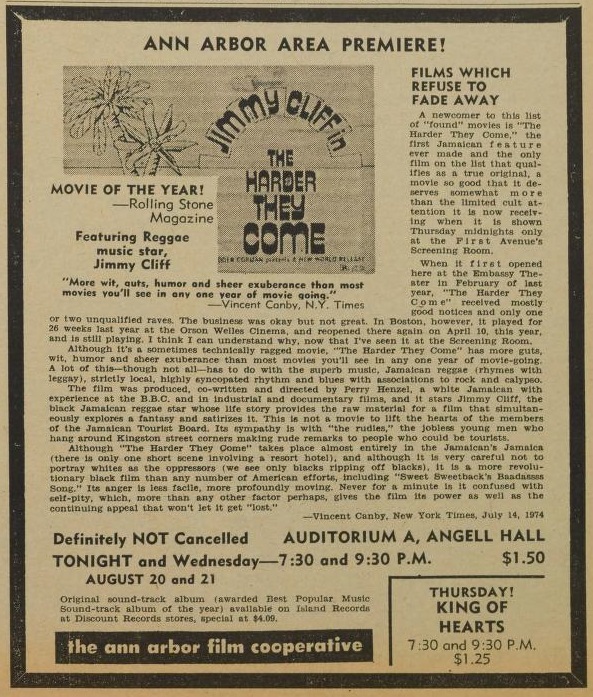 ANN ARBOR AREA PREMIERE!
JIMMY CLIFF in
THE
HARDER
THEY
COME
ROGER CORMAN presents A NEW WORLD RELEASE
MOVIE OF THE YEAR!
—Rolling Stone
Magazine
Featuring Reggae
music star,
Jimmy Cliff
"More wit, guts, humor and sheer exuberance than most
movies you'll see in any one year of movie going."
—Vincent Canby, N.Y. Times
FILMS WHICH
REFUSE TO
FADE AWAY
A newcomer to this list
of "found" movies is "The
Harder They Come," the
first Jamaican feature
ever made and the only
film on the list that qual-
ifies as a true original, a
movie so good that it de-
serves somewhat more
than the limited cult at-
tention it is now receiv-
ing when it is shown
Thursday midnights only
at the First Avenue's
Screening Room.
When it first opened
here at the Embassy The-
ater in February of last
year, "The Harder They
Come" received mostly
good notices and only one
or two unqualified raves. The business was okay but not great. In Boston, however, it played for
26 weeks last year at the Orson Welles Cinema, and reopened there again on April 10, this year,
and is still playing. I think I can understand why, now that I've seen it at the Screening Room.
Although it's a sometimes technically ragged movie, "The Harder They Come" has more guts,
wit, humor and sheer exuberance than most movies you'll see in any one year of movie-going.
A lot of this—though not all—has to do with the superb music, Jamaican reggae (rhymes with
leggay), strictly local, highly syncopated rhythm and blues with associations to rock and calypso.
The film was produced, co-written and directed by Perry Henzel, a white Jamaican with
experience at the B.B.C. and in industrial and documentary films, and it stars Jimmy Cliff, the
black Jamaican reggae star whose life story provides the raw material for a film that simultan-
eously explores a fantasy and satirizes it. This is not a movie to lift the hearts of the members
of the Jamaican Tourist Board. Its sympathy is with "the rudies," the jobless young men who
hang around Kingston street corners making rude remarks to people who could be tourists.
Although "The Harder They Come" takes place almost entirely in the Jamaican's Jamaica
(there is only one short scene involving a resort hotel), and although it is very careful not to
portray whites as the oppressors (we see only blacks ripping off blacks), it is a more revolu-
tionary black film than any number of American efforts, including "Sweet Sweetback's Baadasssss
Song." Its anger is less facile, more profoundly moving. Never for a minute is it confused with
self-pity, which, more than any other factor perhaps, gives the film its power as well as the
continuing appeal that won't let it get "lost."
—Vincent Canby, New York Times, July 14, 1974
Definitely NOT Cancelled
AUDITORIUM A, ANGELL HALL
TONIGHT and Wednesday—7:30 and 9:30 P.M. $1.50
AUGUST 20 and 21
Original sound-track album (awarded Best Popular Music
Sound-track album of the year) available on Island Records
at Discount Records stores, special at $4.09.
the ann arbor film cooperative
THURSDAY!
KING OF
HEARTS
7:30 and 9:30 P.M.
$1.25